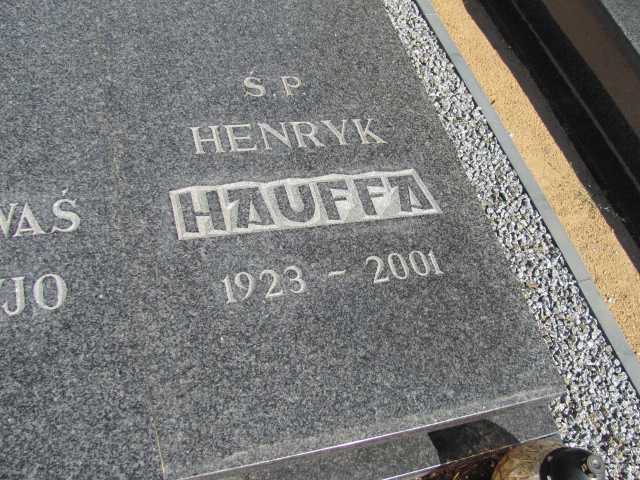 Ś.P.
HENRYK
HAUFFA
1923 – 2001
WAŚ
JO